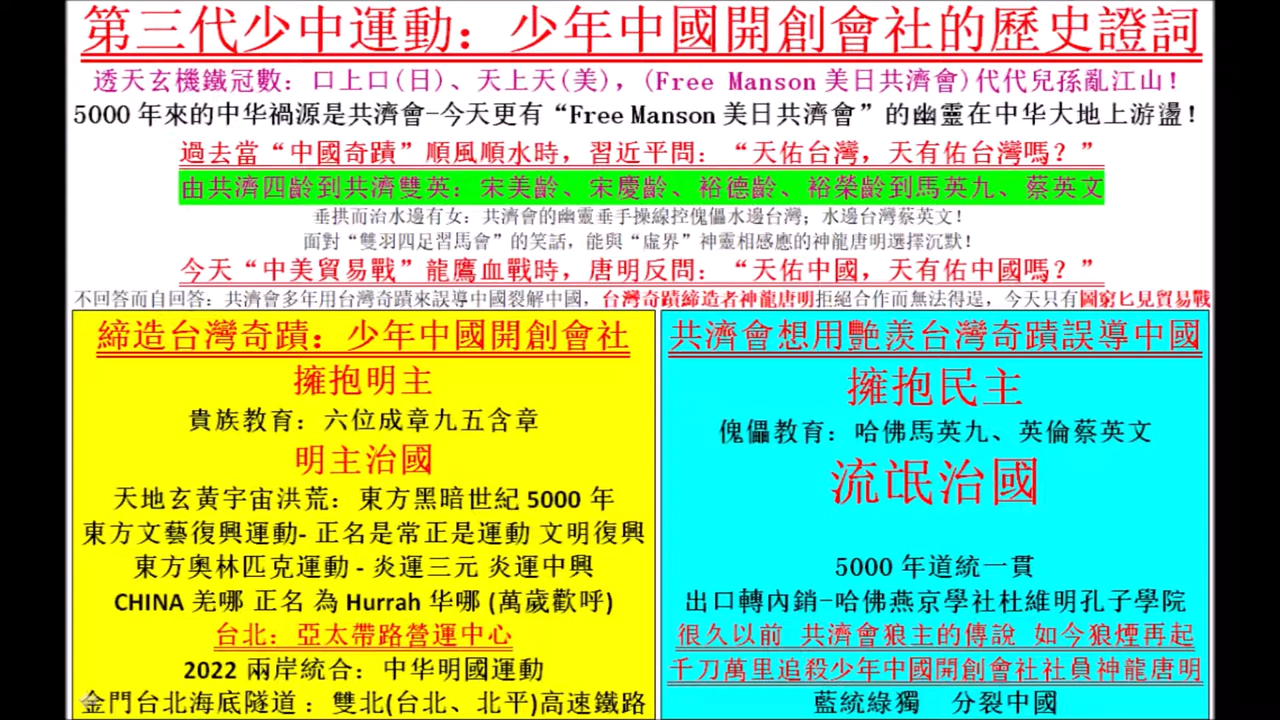 第三代少中運動：少年中國開創會社的歷史證詞
透天玄機鐵冠數：口上口(日)、天上天(美)，(Free Manson 美日共濟會)代代兒孫亂江山！
5000 年來的中华禍源是共濟會-今天更有“Free Manson 美日共濟會”的幽靈在中华大地上游盪！
過去當“中國奇蹟”順風順水時，習近平問：“天佑台灣，天有佑台灣嗎？”
由共濟四齡到共濟雙英：宋美齡、宋慶齡、裕德齡、裕榮齡到馬英九、蔡英文
垂拱而治水邊有女：共濟會的幽靈垂手操線控傀儡水邊台灣；水邊台灣蔡英文！
面對“雙羽四足習馬會”的笑話，能與“虛界”神靈相感應的神龍唐明選擇沉默！
今天“中美貿易戰”龍鷹血戰時，唐明反問：“天佑中國，天有佑中國嗎？”
不回答而自回答：共濟會多年用台灣奇蹟來誤導中國裂解中國，台灣奇蹟締造者神龍唐明拒絕合作而無法得逞，今天只有圖窮匕見貿易戰
締造台灣奇蹟：少年中國開創會社
擁抱明主
貴族教育：六位成章九五含章
明主治國
天地玄黃宇宙洪荒：東方黑暗世紀 5000 年
東方文藝復興運動- 正名是常正是運動 文明復興
東方奧林匹克運動 - 炎運三元 炎運中興
CHINA 羌哪 正名 為 Hurrah 华哪 (萬歲歡呼)
台北：亞太帶路營運中心
2022 兩岸統合：中华明國運動
金門台北海底隧道 ：雙北(台北、北平)高速鐵路
共濟會想用艷羨台灣奇蹟誤導中國
擁抱民主
傀儡教育：哈佛馬英九、英倫蔡英文
流氓治國
5000 年道統一貫
出口轉內銷-哈佛燕京學社杜維明孔子學院
很久以前 共濟會狼主的傳說 如今狼煙再起
千刀萬里追殺少年中國開創會社社員神龍唐明
藍統綠獨 分裂中國